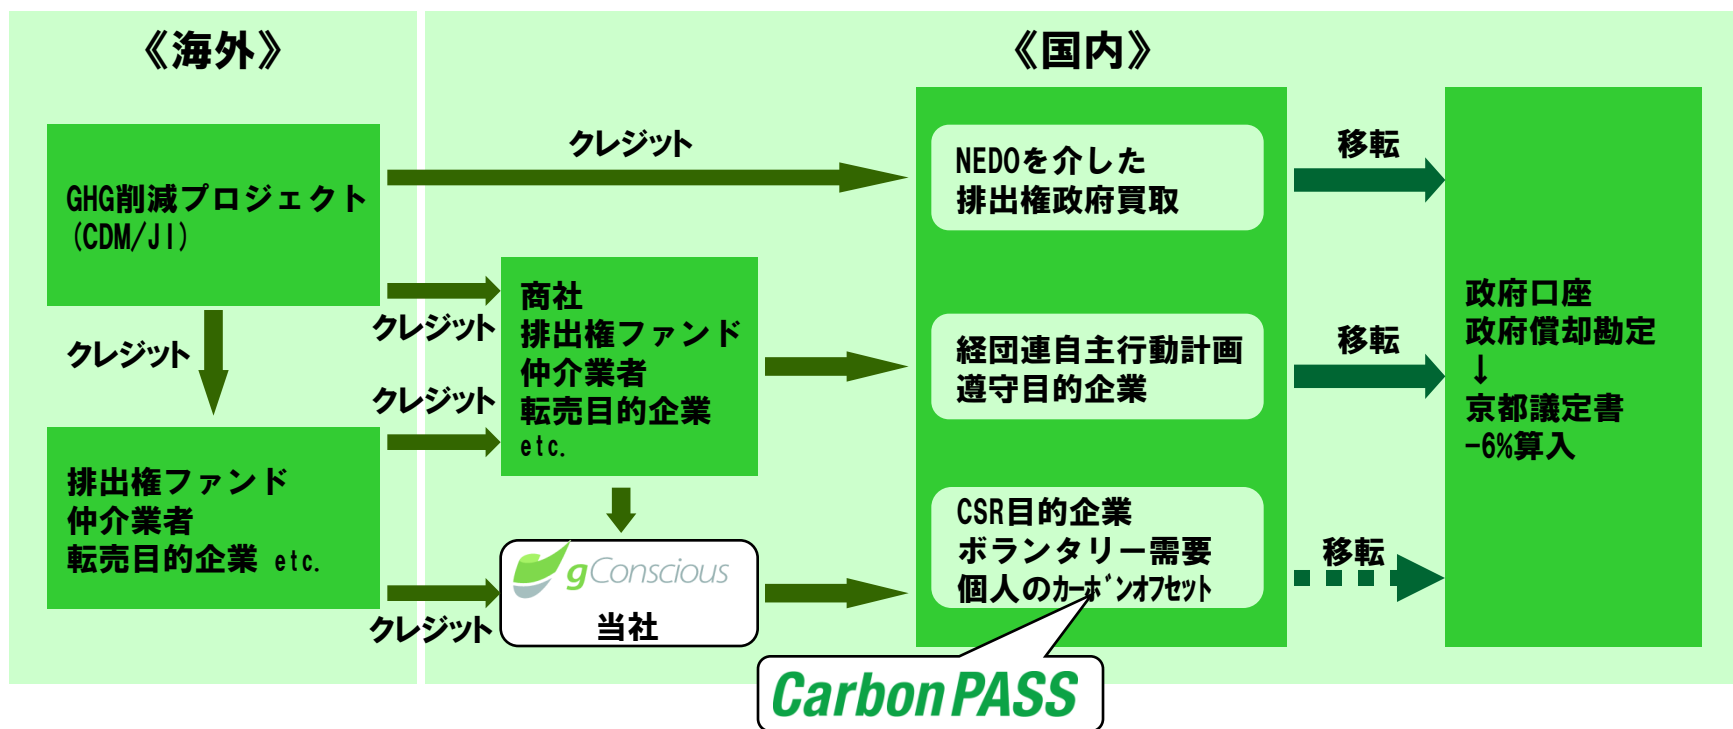 《海外》
《国内》
GHG削減プロジェクト
(CDM/JI)
クレジット
クレジット
クレジット
クレジット
クレジット
排出権ファンド
仲介業者
転売目的企業 etc.
商社
排出権ファンド
仲介業者
転売目的企業
etc.
gConscious
当社
NEDOを介した
排出権政府買取
経団連自主行動計画
遵守目的企業
CSR目的企業
ボランタリー需要
個人のカーボンオフセット
CarbonPASS
移転
移転
移転
政府口座
政府償却勘定
↓
京都議定書
-6%算入